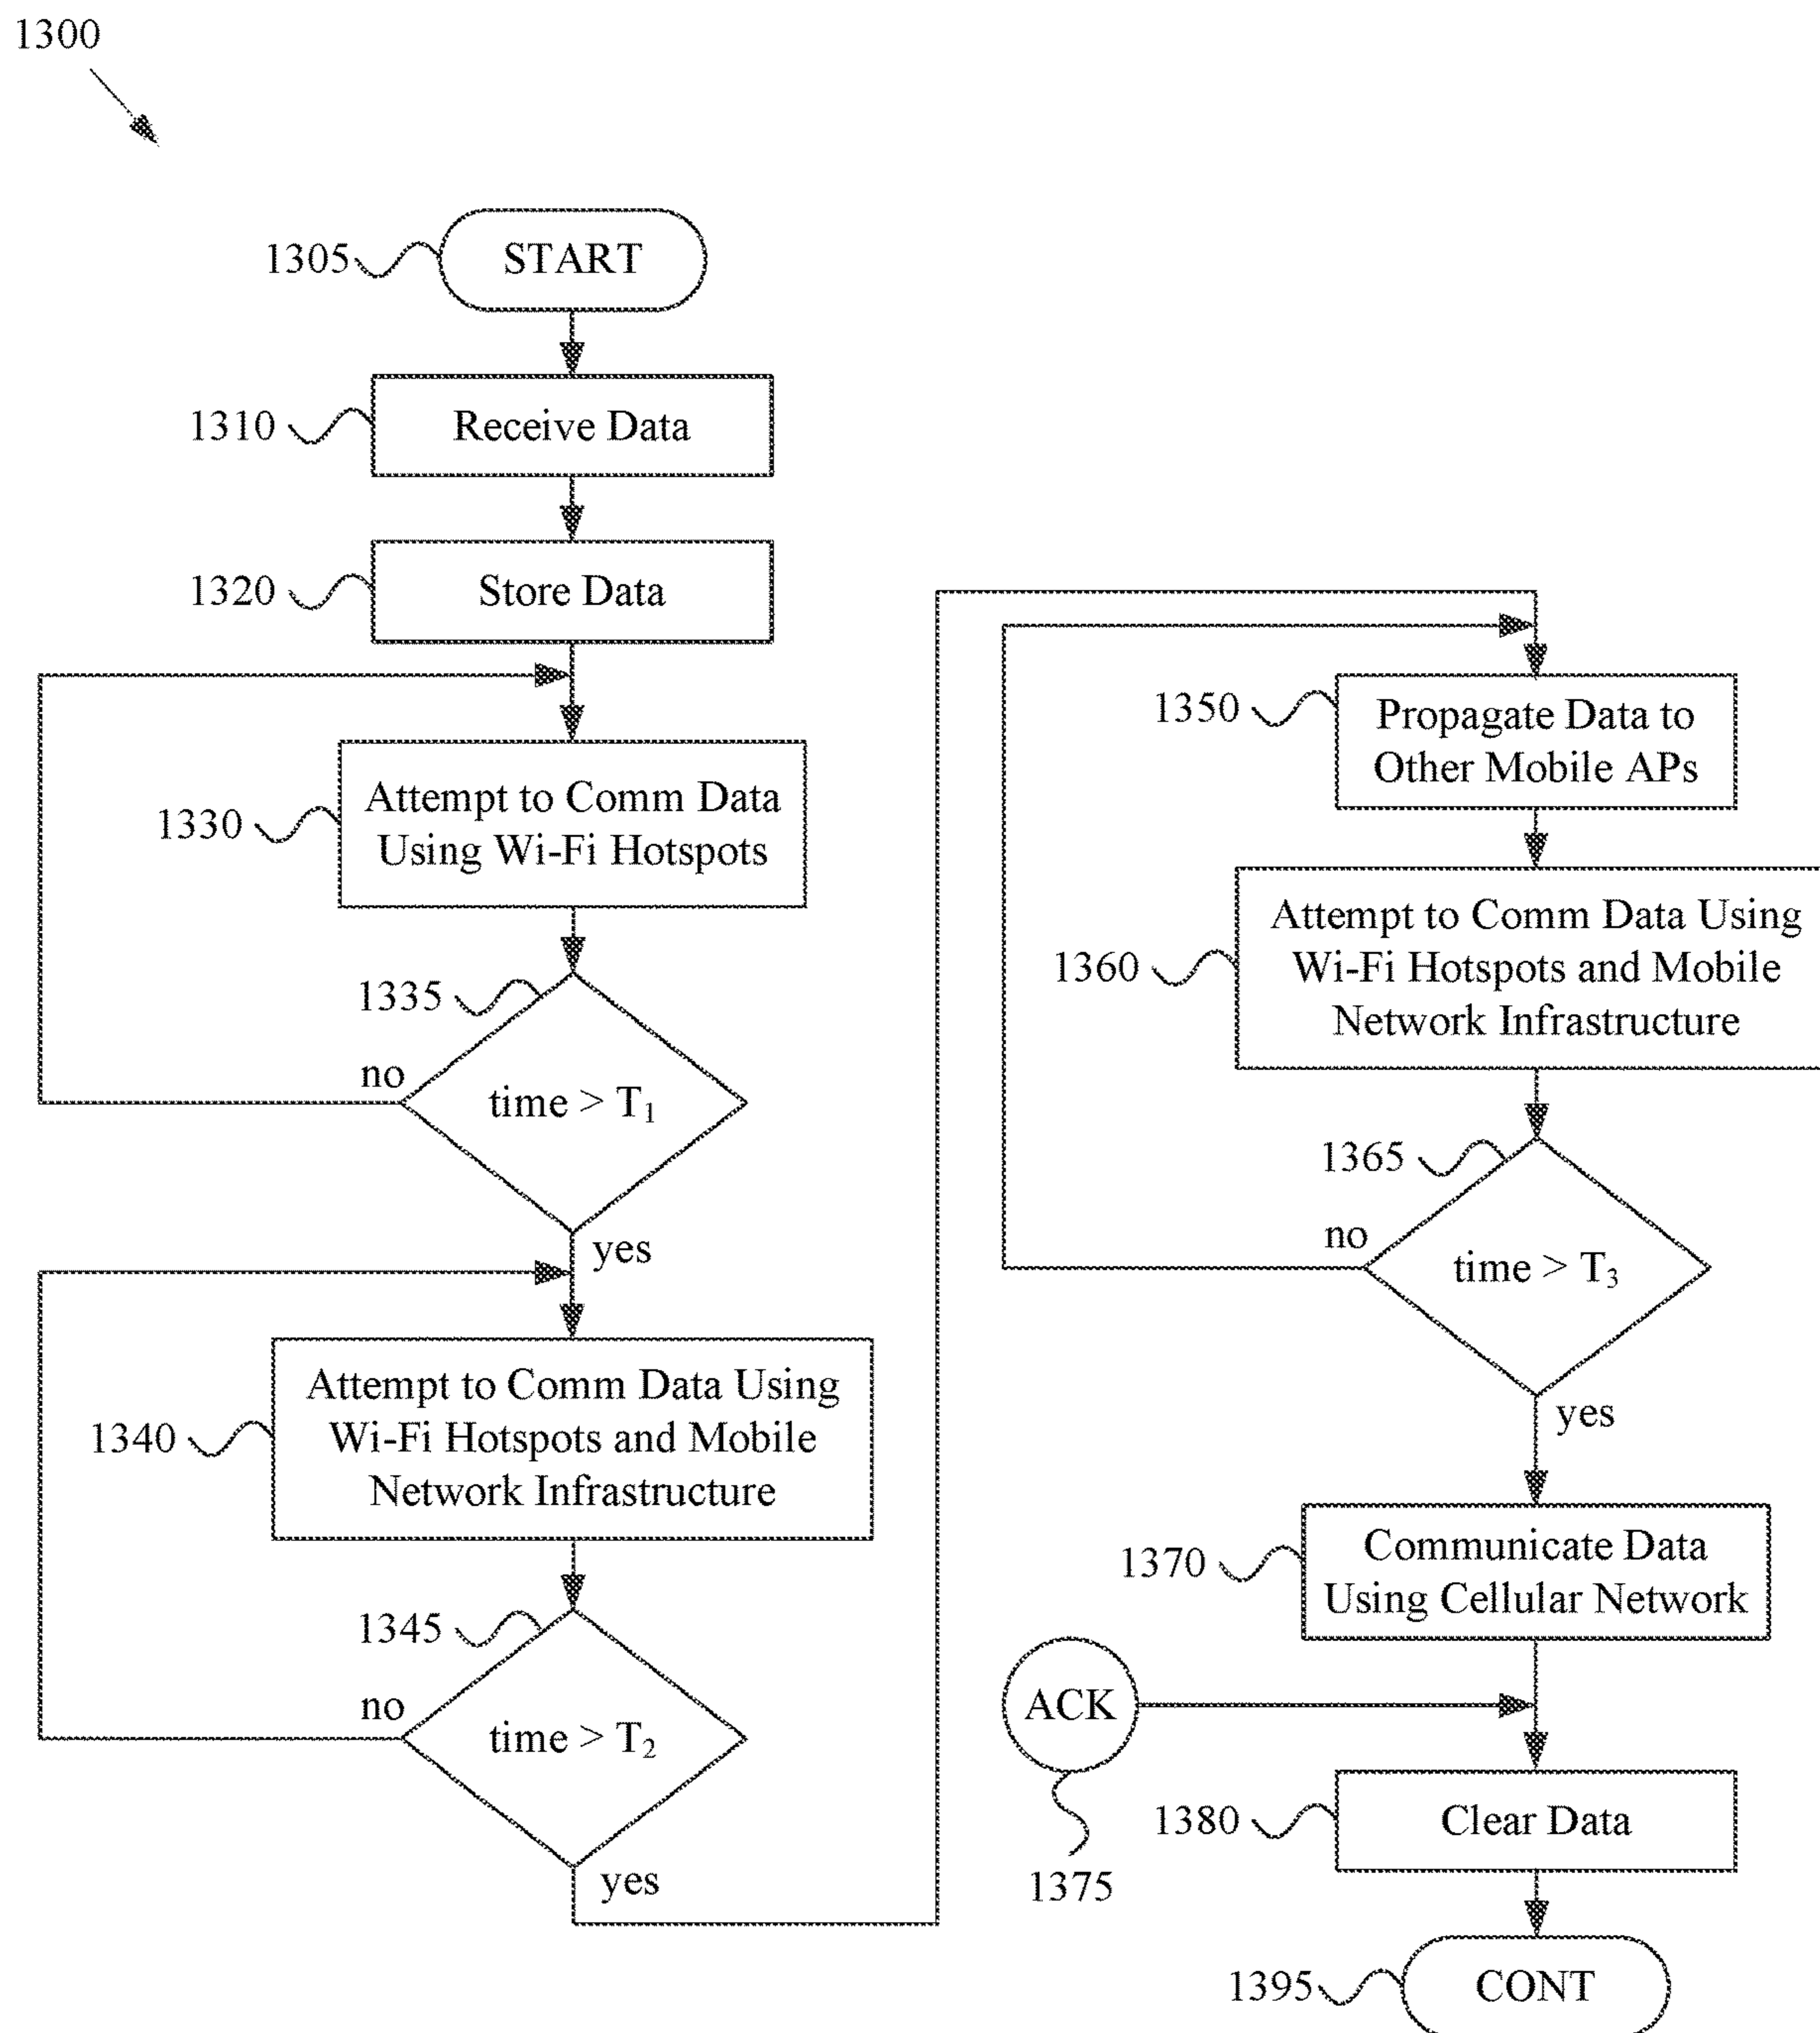 1300
1305
START
1310
Receive Data
1320
Store Data
1330
Attempt to Comm Data
Using Wi-Fi Hotspots
1335
no
time > T₁
yes
1340
Attempt to Comm Data Using
Wi-Fi Hotspots and Mobile
Network Infrastructure
1345
no
time > T₂
yes
1350
Propagate Data to
Other Mobile APs
1360
Attempt to Comm Data Using
Wi-Fi Hotspots and Mobile
Network Infrastructure
1365
no
time > T₃
yes
1370
Communicate Data
Using Cellular Network
ACK
1375
1380
Clear Data
1395
CONT